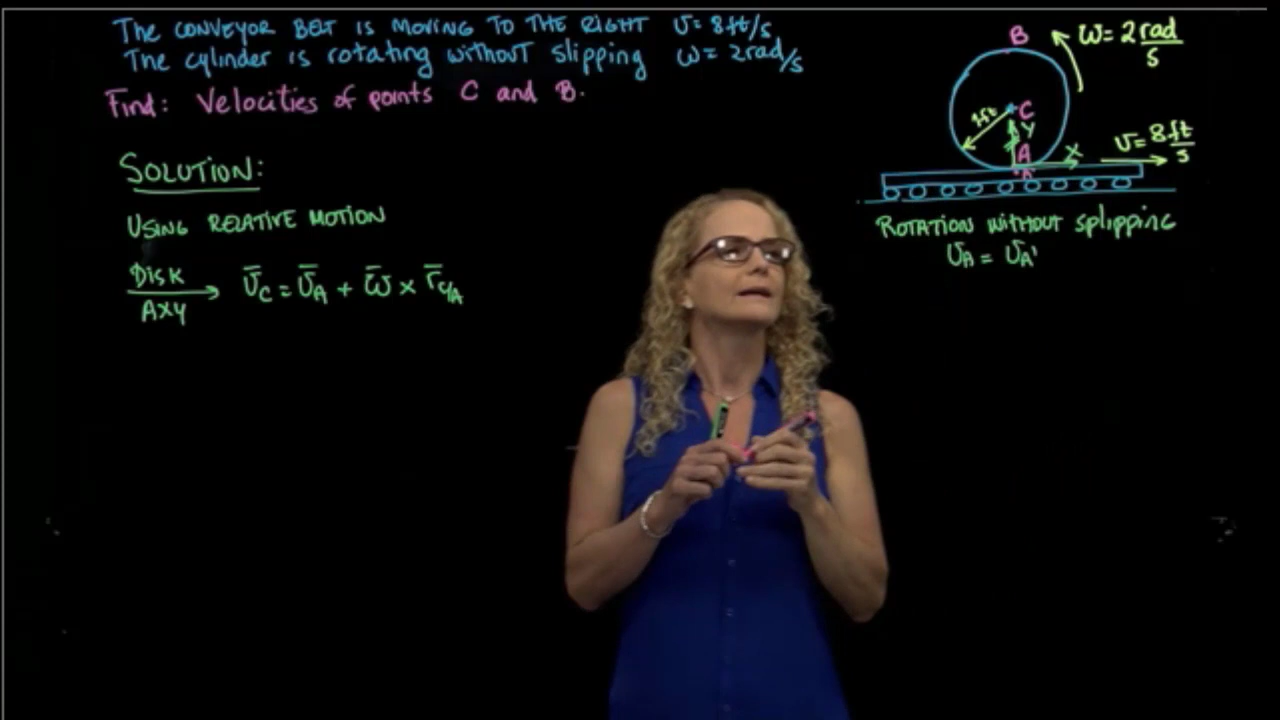 The CONVEYOR BELT IS MOVING TO THE RIGHT v = 8ft/s
The cylinder is rotating without slipping ω = 2rad/s
Find: Velocities of points C and B.
SOLUTION:
USING RELATIVE MOTION
DISK
AXY
v̄C = v̄A + ω̄ × r̄C/A
B
ω = 2 rad/s
C
Y
A
X
v = 8 ft/s
A'
ROTATION WITHOUT splipping
vA = vA'